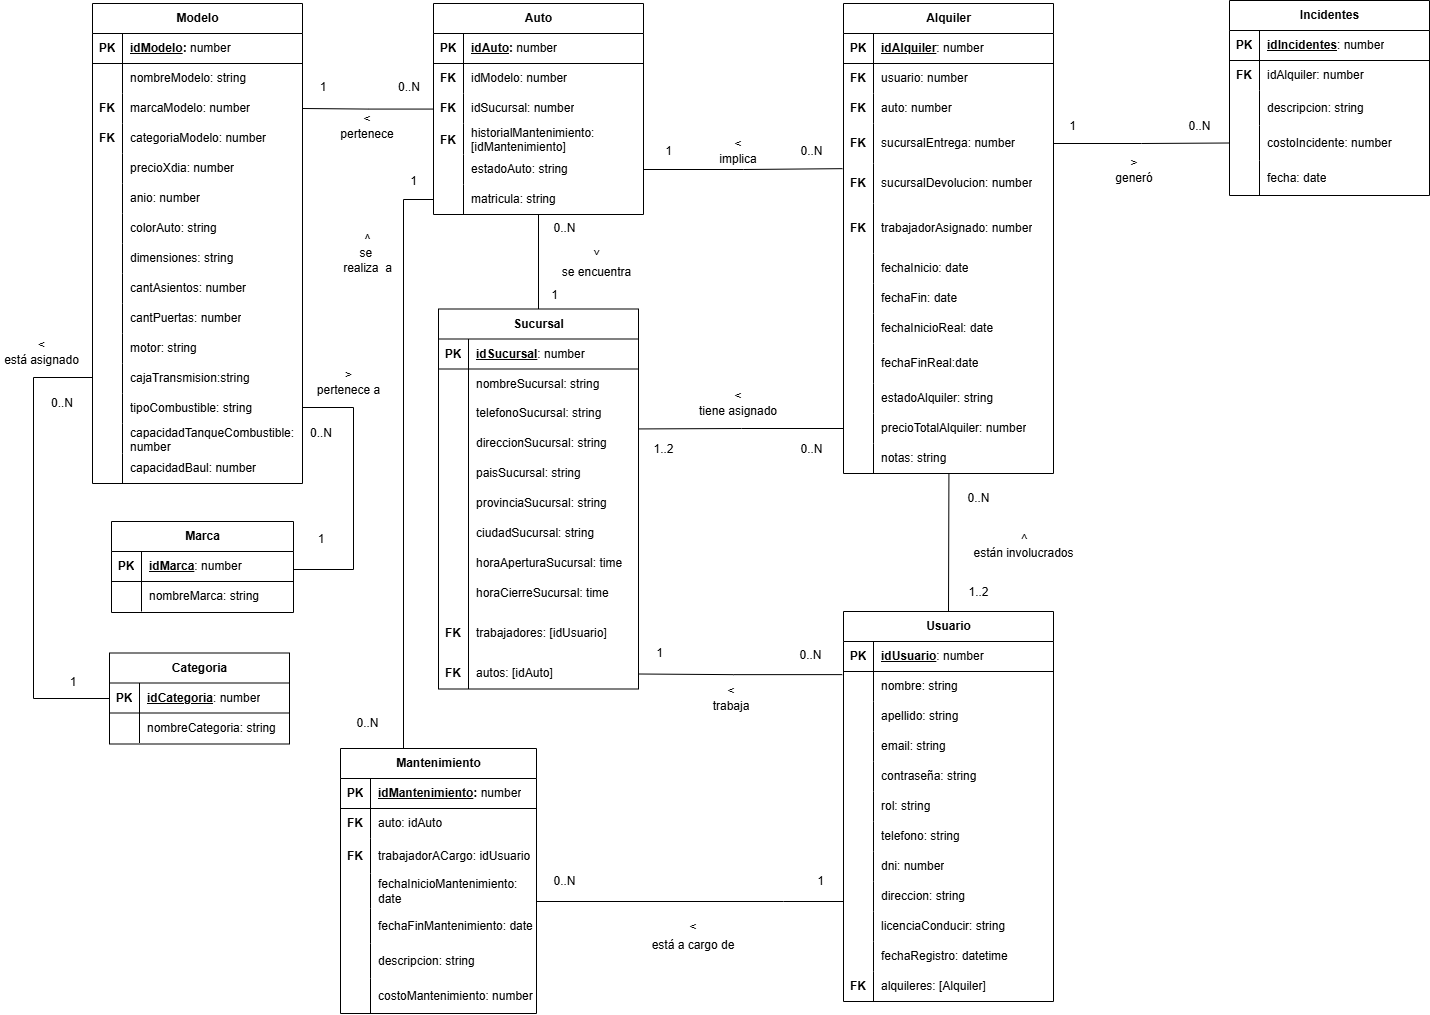 Modelo
PK idModelo: number
nombreModelo: string
FK marcaModelo: number
FK categoriaModelo: number
precioXdia: number
anio: number
colorAuto: string
dimensiones: string
cantAsientos: number
cantPuertas: number
motor: string
cajaTransmision:string
tipoCombustible: string
capacidadTanqueCombustible:
number
capacidadBaul: number
1
0..N
<
pertenece
Auto
PK idAuto: number
FK idModelo: number
FK idSucursal: number
FK historialMantenimiento:
[idMantenimiento]
estadoAuto: string
matricula: string
1
<
implica
0..N
Alquiler
PK idAlquiler: number
FK usuario: number
FK auto: number
FK sucursalEntrega: number
FK sucursalDevolucion: number
FK trabajadorAsignado: number
fechaInicio: date
fechaFin: date
fechaInicioReal: date
fechaFinReal:date
estadoAlquiler: string
precioTotalAlquiler: number
notas: string
1
0..N
>
generó
Incidentes
PK idIncidentes: number
FK idAlquiler: number
descripcion: string
costoIncidente: number
fecha: date
1
^
se
realiza a
0..N
0..N
v
se encuentra
1
<
está asignado
0..N
1
>
pertenece a
0..N
1
Marca
PK idMarca: number
nombreMarca: string
Categoria
PK idCategoria: number
nombreCategoria: string
Sucursal
PK idSucursal: number
nombreSucursal: string
telefonoSucursal: string
direccionSucursal: string
paisSucursal: string
provinciaSucursal: string
ciudadSucursal: string
horaAperturaSucursal: time
horaCierreSucursal: time
FK trabajadores: [idUsuario]
FK autos: [idAuto]
<
tiene asignado
1..2
0..N
0..N
^
están involucrados
1..2
1
0..N
<
trabaja
Usuario
PK idUsuario: number
nombre: string
apellido: string
email: string
contraseña: string
rol: string
telefono: string
dni: number
direccion: string
licenciaConducir: string
fechaRegistro: datetime
FK alquileres: [Alquiler]
Mantenimiento
PK idMantenimiento: number
FK auto: idAuto
FK trabajadorACargo: idUsuario
fechaInicioMantenimiento:
date
fechaFinMantenimiento: date
descripcion: string
costoMantenimiento: number
0..N
1
<
está a cargo de